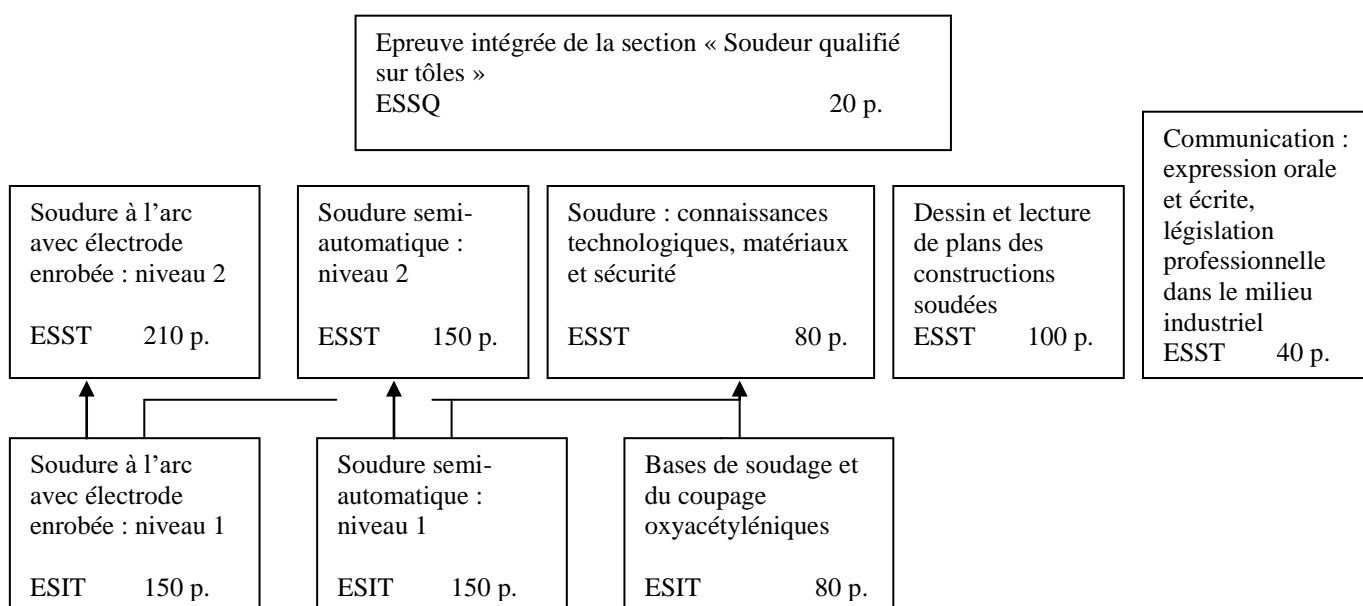 Epreuve intégrée de la section « Soudeur qualifié
sur tôles »
ESSQ 20 p.
Communication :
expression orale
et écrite,
législation
professionnelle
dans le milieu
industriel
ESST 40 p.
Soudure à l’arc
avec électrode
enrobée : niveau 2
ESST 210 p.
Soudure semi-
automatique :
niveau 2
ESST 150 p.
Soudure : connaissances
technologiques, matériaux
et sécurité
ESST 80 p.
Dessin et lecture
de plans des
constructions
soudées
ESST 100 p.
Soudure à l’arc
avec électrode
enrobée : niveau 1
ESIT 150 p.
Soudure semi-
automatique :
niveau 1
ESIT 150 p.
Bases de soudage et
du coupage
oxyacétyléniques
ESIT 80 p.